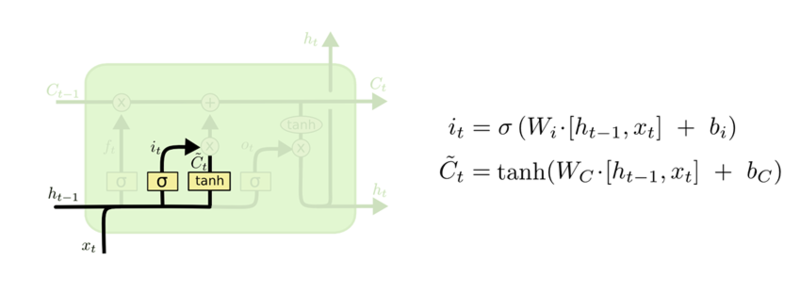 h_t
C_{t-1}
C_t
×
+
tanh
f_t
i_t
×
C̃_t
o_t
×
σ
σ
tanh
σ
h_{t-1}
h_t
x_t
i_t = σ (W_i·[h_{t-1}, x_t] + b_i)
C̃_t = tanh(W_C·[h_{t-1}, x_t] + b_C)